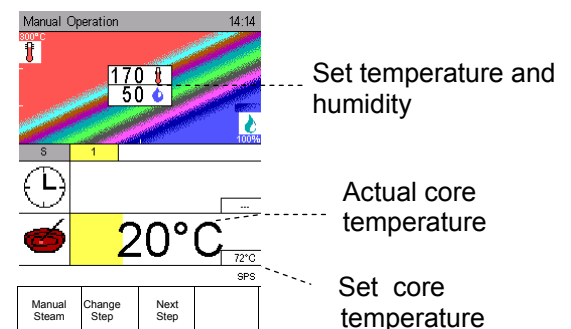 Manual Operation 14:14
300°C
170
50
Set temperature and
humidity
100%
S 1
...
Actual core
temperature
20°C
72°C
SPS
Set core
temperature
Manual Steam
Change Step
Next Step